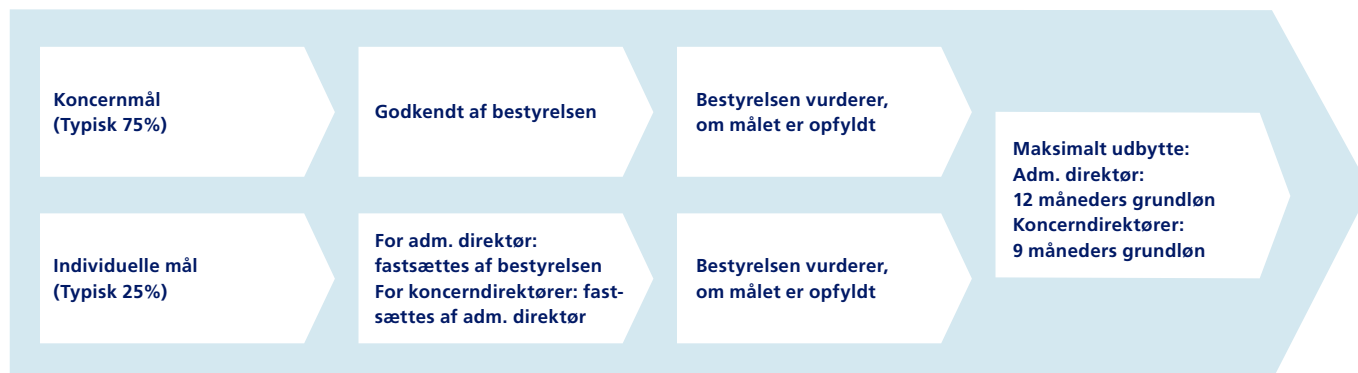 Koncernmål
(Typisk 75%)
Godkendt af bestyrelsen
Bestyrelsen vurderer,
om målet er opfyldt
Individuelle mål
(Typisk 25%)
For adm. direktør:
fastsættes af bestyrelsen
For koncerndirektører: fast-
sættes af adm. direktør
Bestyrelsen vurderer,
om målet er opfyldt
Maksimalt udbytte:
Adm. direktør:
12 måneders grundløn
Koncerndirektører:
9 måneders grundløn